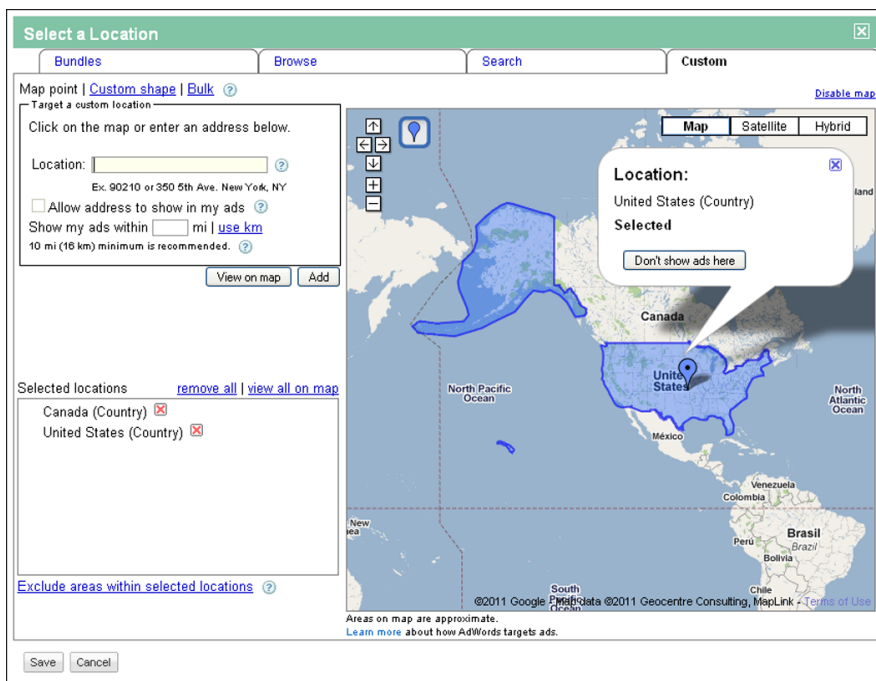 Select a Location
Bundles
Browse
Search
Custom
Map point | Custom shape | Bulk ?
Disable map
Target a custom location
Click on the map or enter an address below.
Location: ?
Ex. 90210 or 350 5th Ave. New York, NY
Allow address to show in my ads ?
Show my ads within mi | use km
10 mi (16 km) minimum is recommended. ?
View on map
Add
Selected locations
remove all | view all on map
Canada (Country)
United States (Country)
Exclude areas within selected locations ?
Map
Satellite
Hybrid
Location:
United States (Country)
Selected
Don't show ads here
land
Canada
United
States
North Pacific
Ocean
North
Atlantic
Ocean
México
Venezuela
Colombia
New
ea
Brasil
Perú
Brazil
Bolivia
Chile
South
Ocean
©2011 Google - Map data ©2011 Geocentre Consulting, MapLink - Terms of Use
Areas on map are approximate.
Learn more about how AdWords targets ads.
Save
Cancel